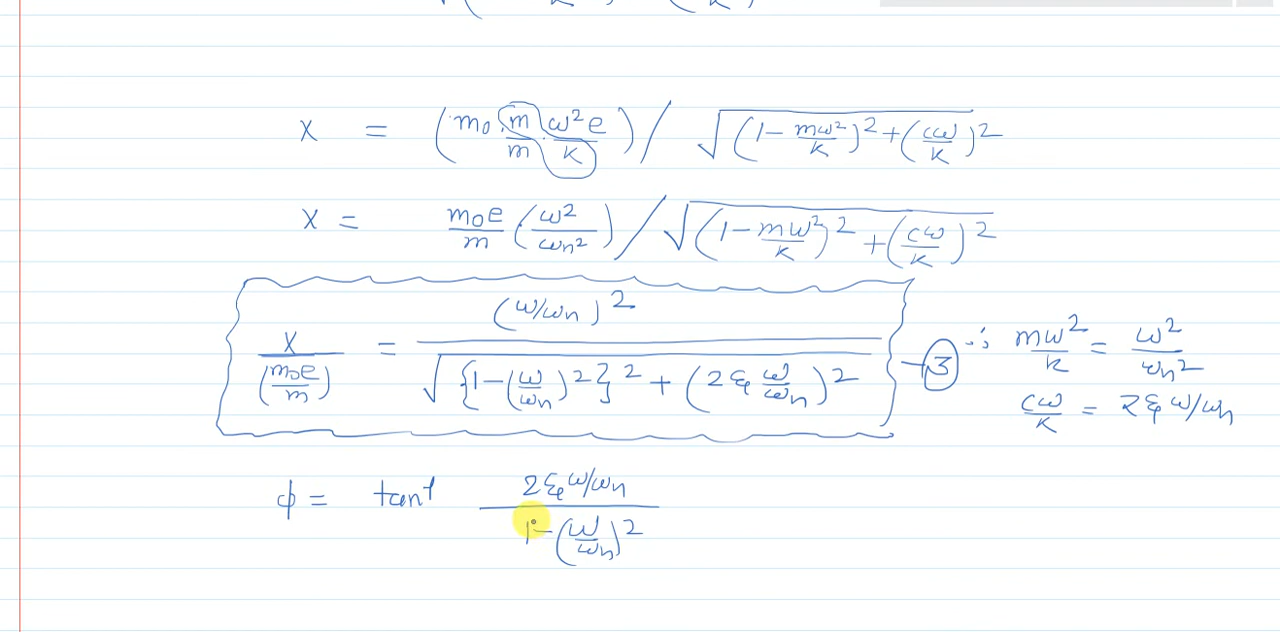 X = (m₀ · m/m · ω²e/k) / √((1 - mω²/k)² + (cω/k)²)
X = m₀e/m (ω²/ωn²) / √((1 - mω²/k)² + (cω/k)²)
X/(m₀e/m) = (ω/ωn)² / √({1 - (ω/ωn)²}² + (2ξ ω/ωn)²) - ③
∵ mω²/k = ω²/ωn²
cω/k = 2ξ ω/ωn
ϕ = tan⁻¹ 2ξ ω/ωn / 1 - (ω/ωn)²